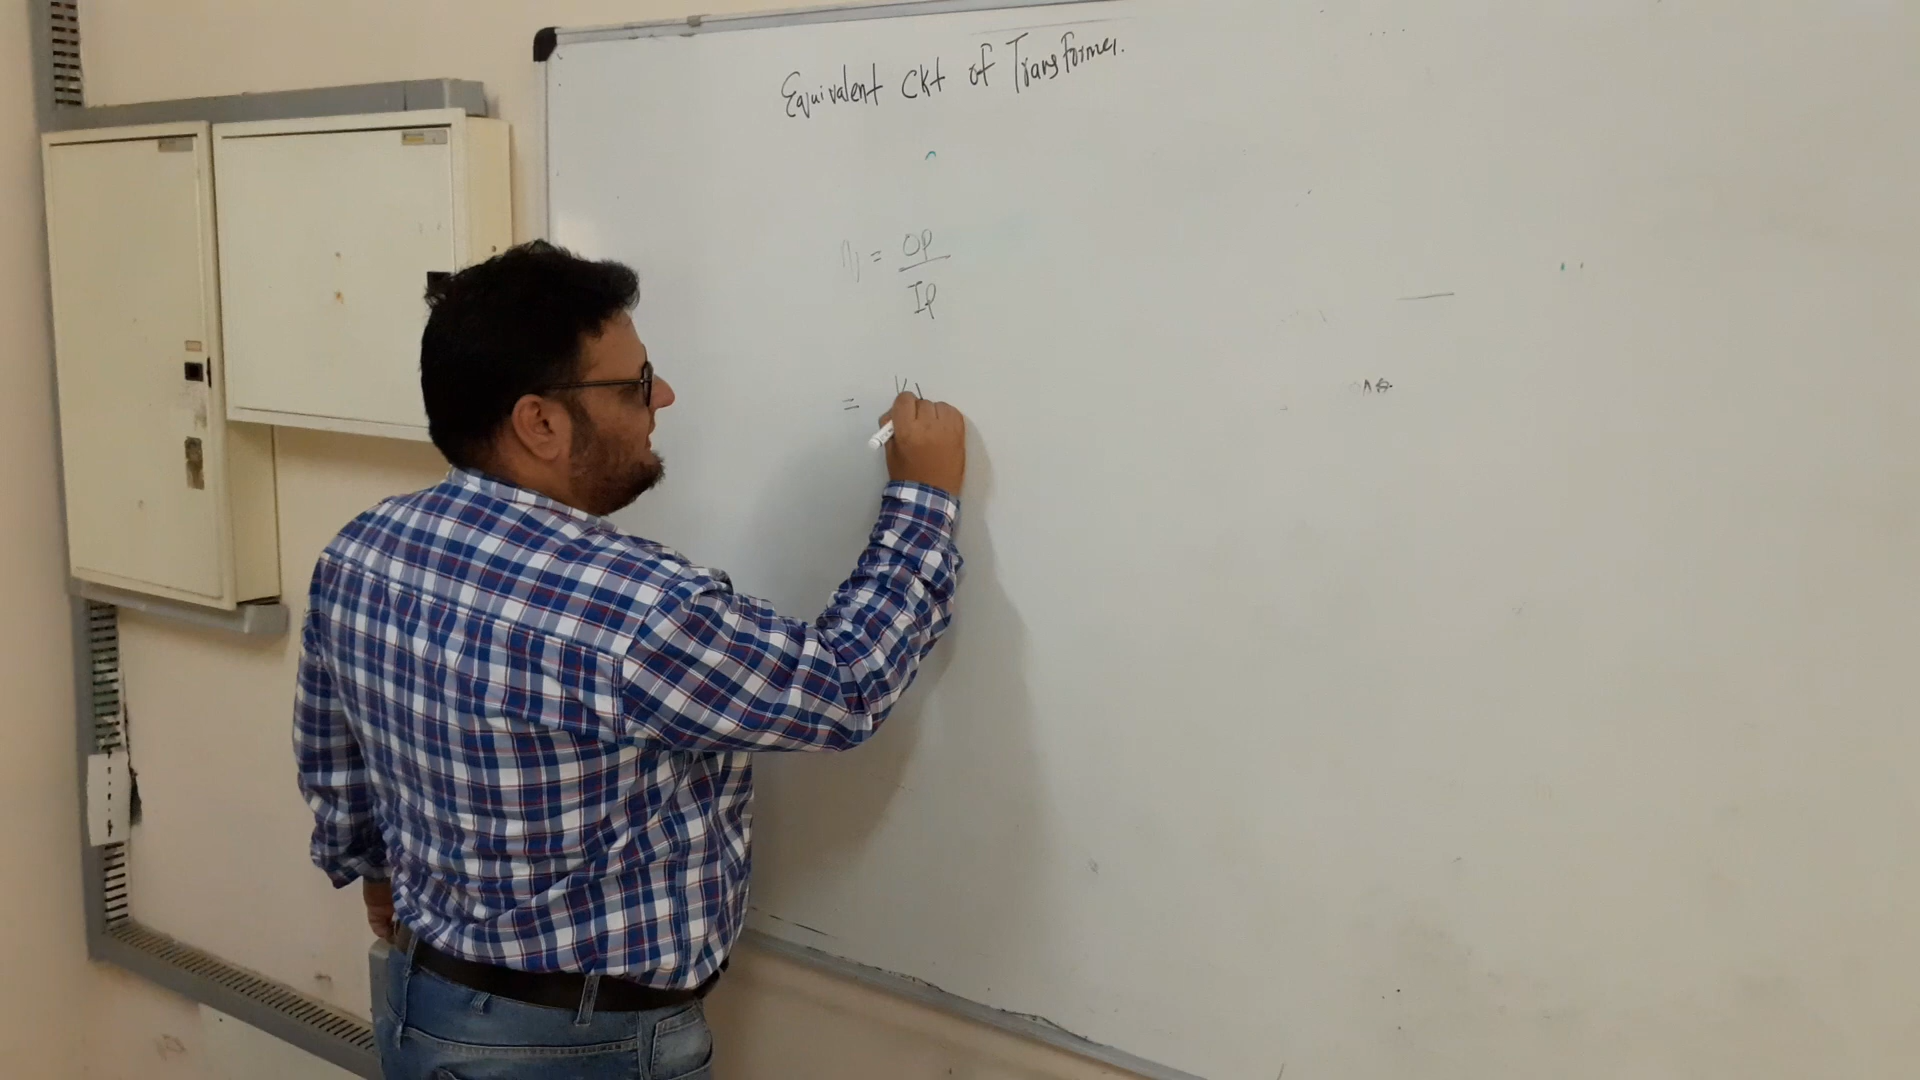 Equivalent Ckt of Transformer.
η = OP
IP
= V